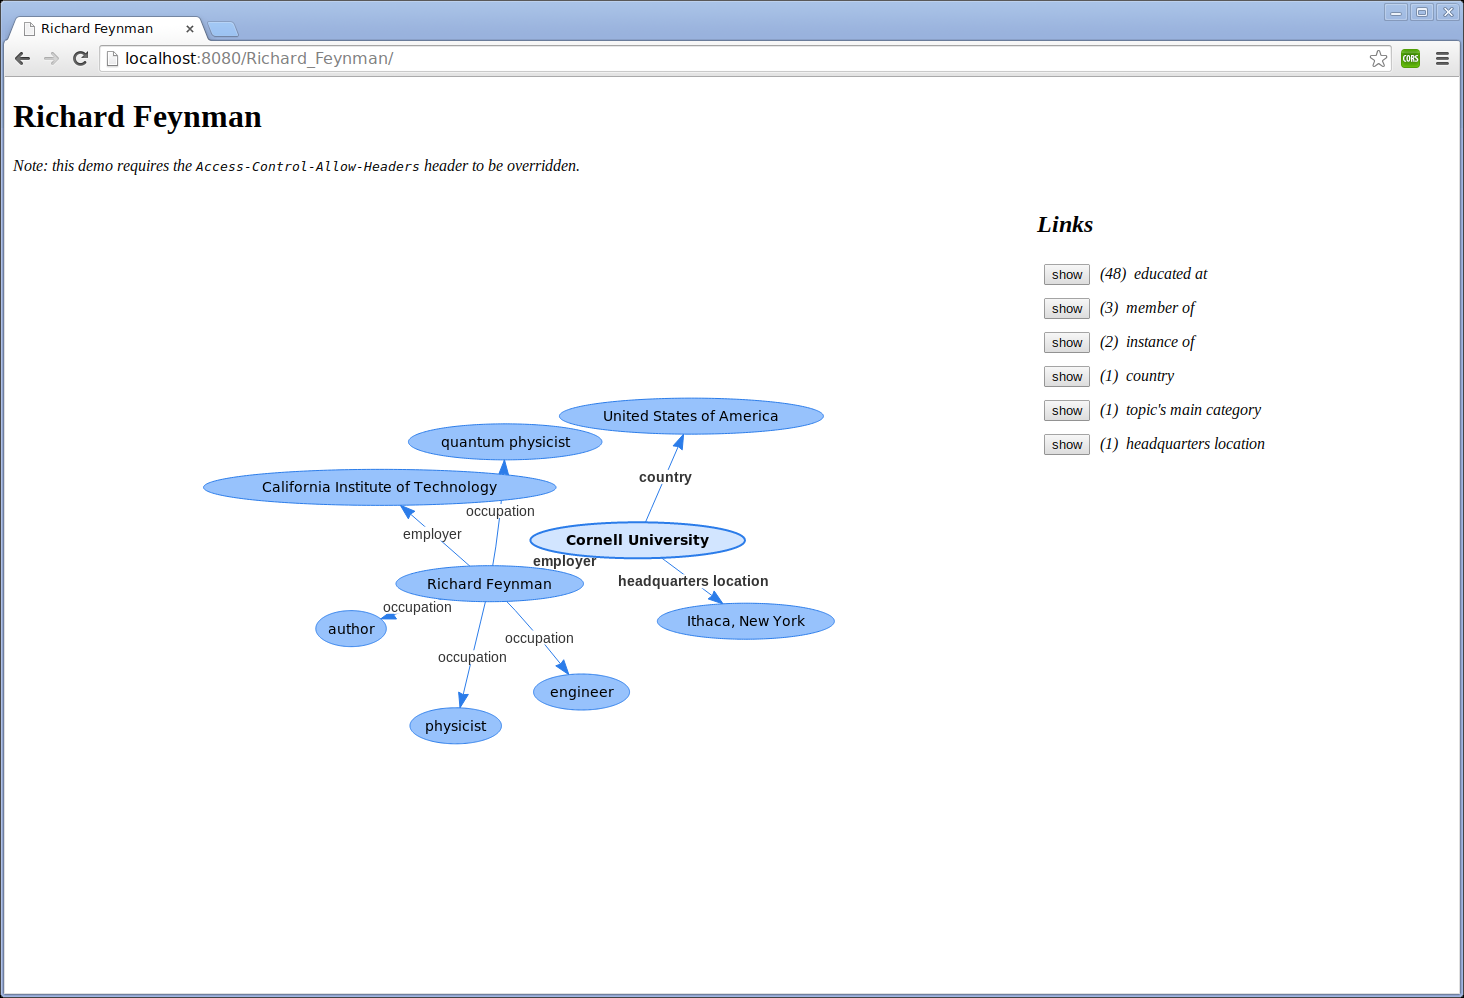 Richard Feynman
localhost:8080/Richard_Feynman/
CORS
Richard Feynman
Note: this demo requires the Access-Control-Allow-Headers header to be overridden.
Links
show (48) educated at
show (3) member of
show (2) instance of
show (1) country
show (1) topic's main category
show (1) headquarters location
United States of America
quantum physicist
country
California Institute of Technology
occupation
employer
Cornell University
employer
headquarters location
Richard Feynman
occupation
Ithaca, New York
author
occupation
occupation
engineer
physicist